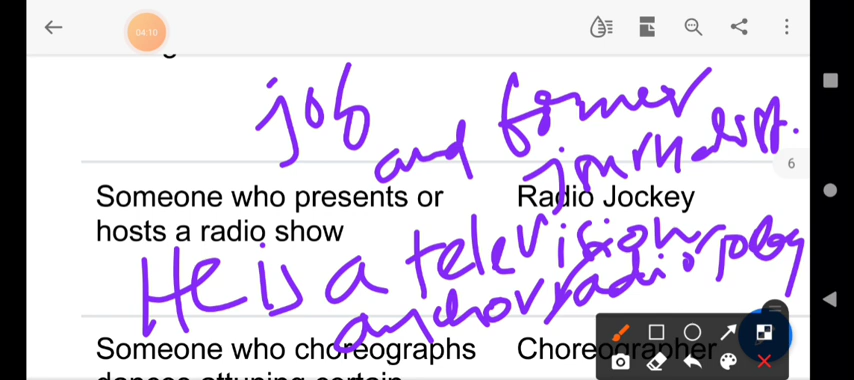 04:10
job and former
journalist.
6
Someone who presents or
hosts a radio show
Radio Jockey
He is a television
anchor radio
Someone who choreographs
Choreographer